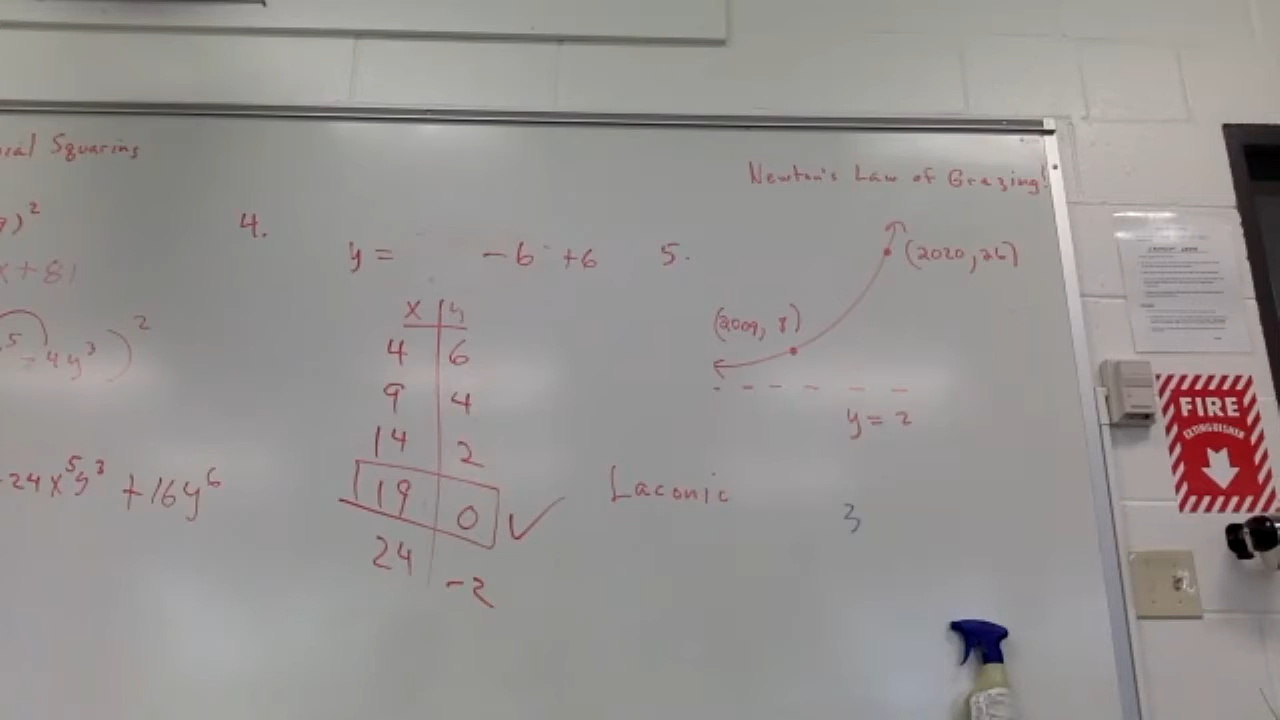 Squaring
)²
x+81
⁵ - 4y³ )²
24x⁵y³ +16y⁶
4.
y = -6 +6
x y
4 6
9 4
14 2
19 0 ✓
24 -2
Newton's Law of Grazing!
5.
(2020, 26)
(2009, 8)
y = 2
Laconic
3
FIRE
EXTINGUISHER